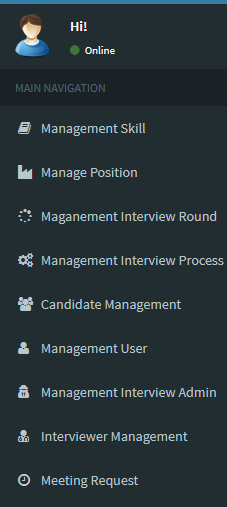 Hi!
Online
MAIN NAVIGATION
Management Skill
Manage Position
Maganement Interview Round
Management Interview Process
Candidate Management
Management User
Management Interview Admin
Interviewer Management
Meeting Request